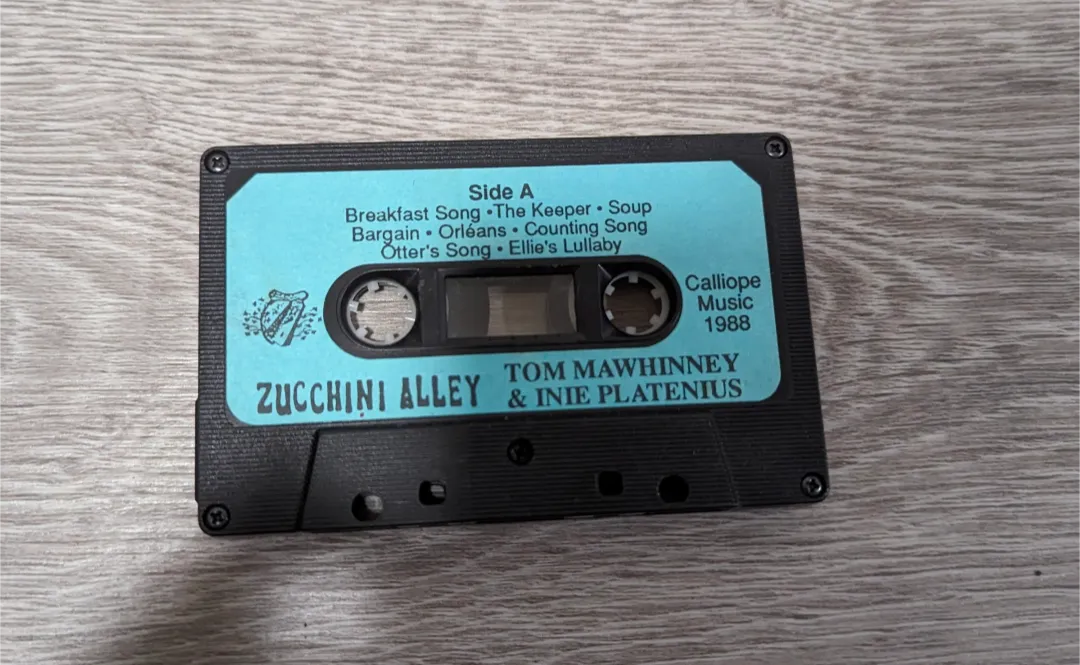 Side A
Breakfast Song •The Keeper • Soup
Bargain • Orléans • Counting Song
Otter's Song • Ellie's Lullaby
Calliope
Music
1988
ZUCCHINI ALLEY
TOM MAWHINNEY
& INIE PLATENIUS